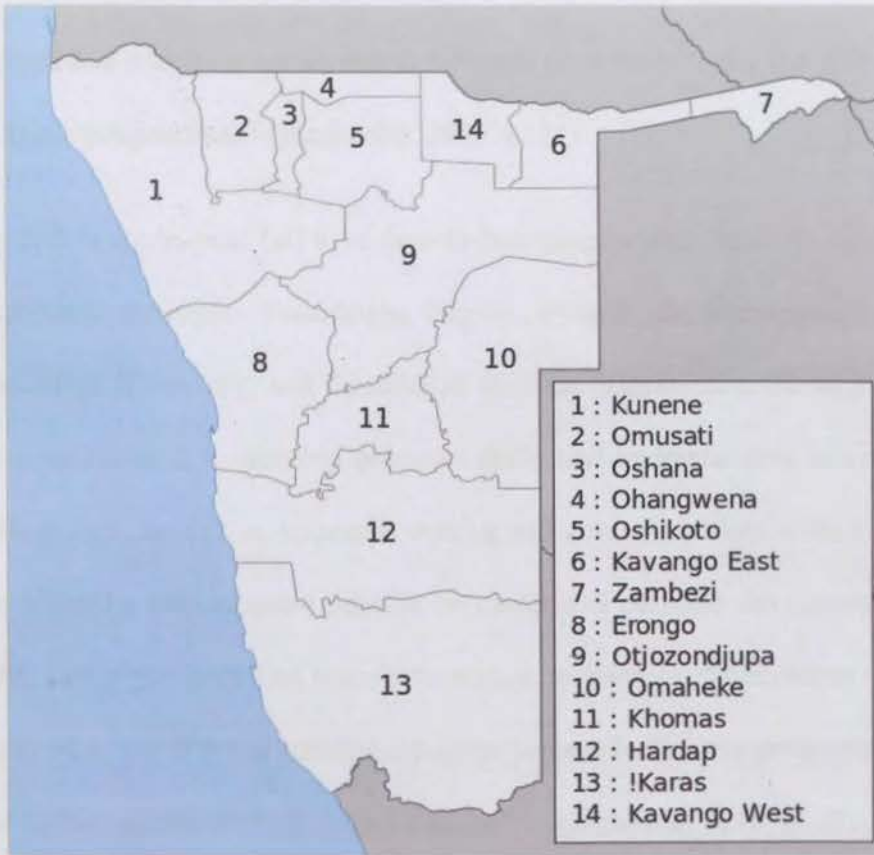 4
2
3
5
14
6
7
1
9
8
10
11
12
13
1 : Kunene
2 : Omusati
3 : Oshana
4 : Ohangwena
5 : Oshikoto
6 : Kavango East
7 : Zambezi
8 : Erongo
9 : Otjozondjupa
10 : Omaheke
11 : Khomas
12 : Hardap
13 : !Karas
14 : Kavango West